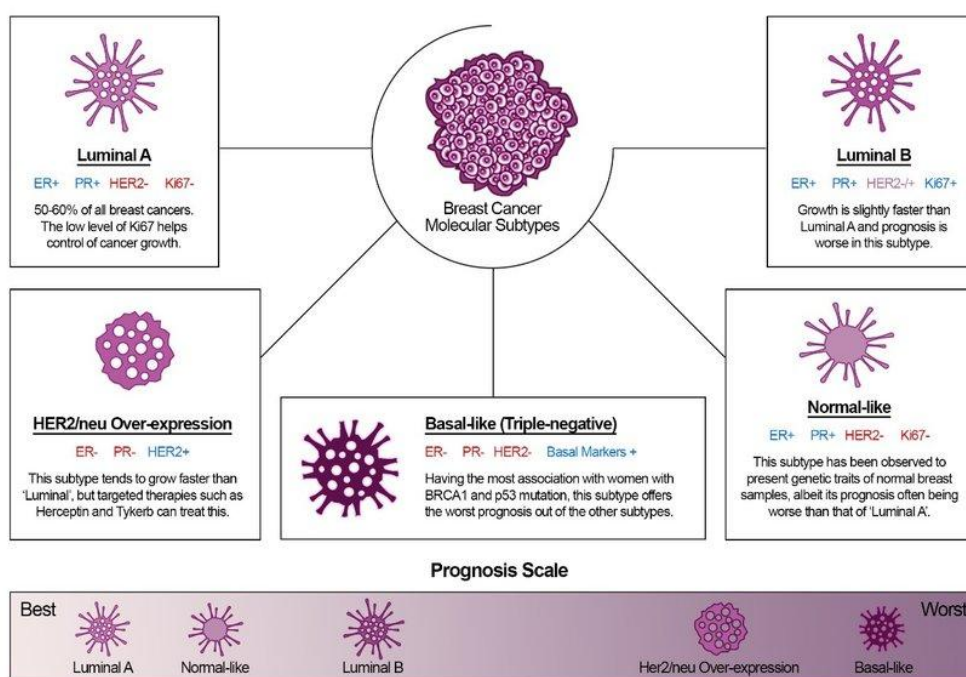 Breast Cancer
Molecular Subtypes
Luminal A
ER+ PR+ HER2- Ki67-
50-60% of all breast cancers.
The low level of Ki67 helps
control of cancer growth.
Luminal B
ER+ PR+ HER2-/+ Ki67+
Growth is slightly faster than
Luminal A and prognosis is
worse in this subtype.
HER2/neu Over-expression
ER- PR- HER2+
This subtype tends to grow faster than
‘Luminal’, but targeted therapies such as
Herceptin and Tykerb can treat this.
Basal-like (Triple-negative)
ER- PR- HER2- Basal Markers +
Having the most association with women with
BRCA1 and p53 mutation, this subtype offers
the worst prognosis out of the other subtypes.
Normal-like
ER+ PR+ HER2- Ki67-
This subtype has been observed to
present genetic traits of normal breast
samples, albeit its prognosis often being
worse than that of ‘Luminal A’.
Prognosis Scale
Best
Worst
Luminal A
Normal-like
Luminal B
Her2/neu Over-expression
Basal-like